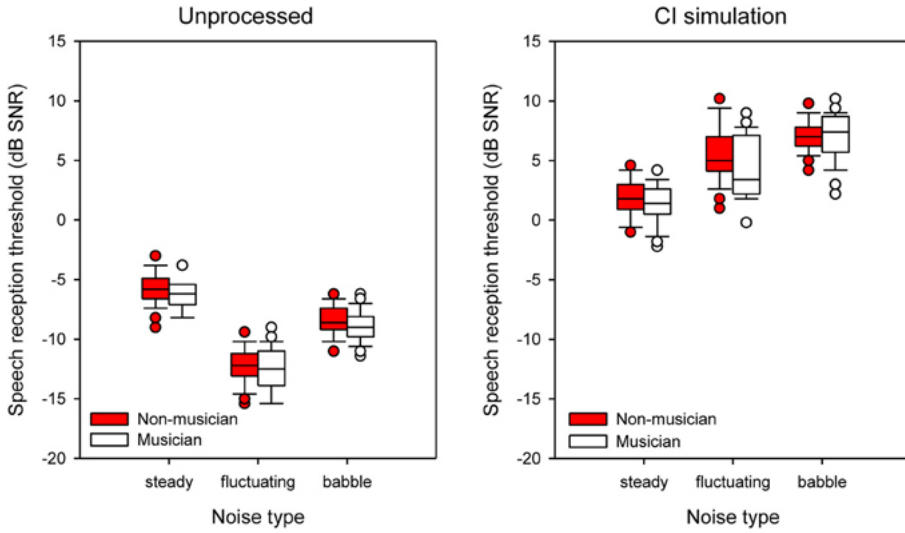 Unprocessed
Speech reception threshold (dB SNR)
15
10
5
0
-5
-10
-15
-20
Non-musician
Musician
steady fluctuating babble
Noise type
CI simulation
Speech reception threshold (dB SNR)
15
10
5
0
-5
-10
-15
-20
Non-musician
Musician
steady fluctuating babble
Noise type